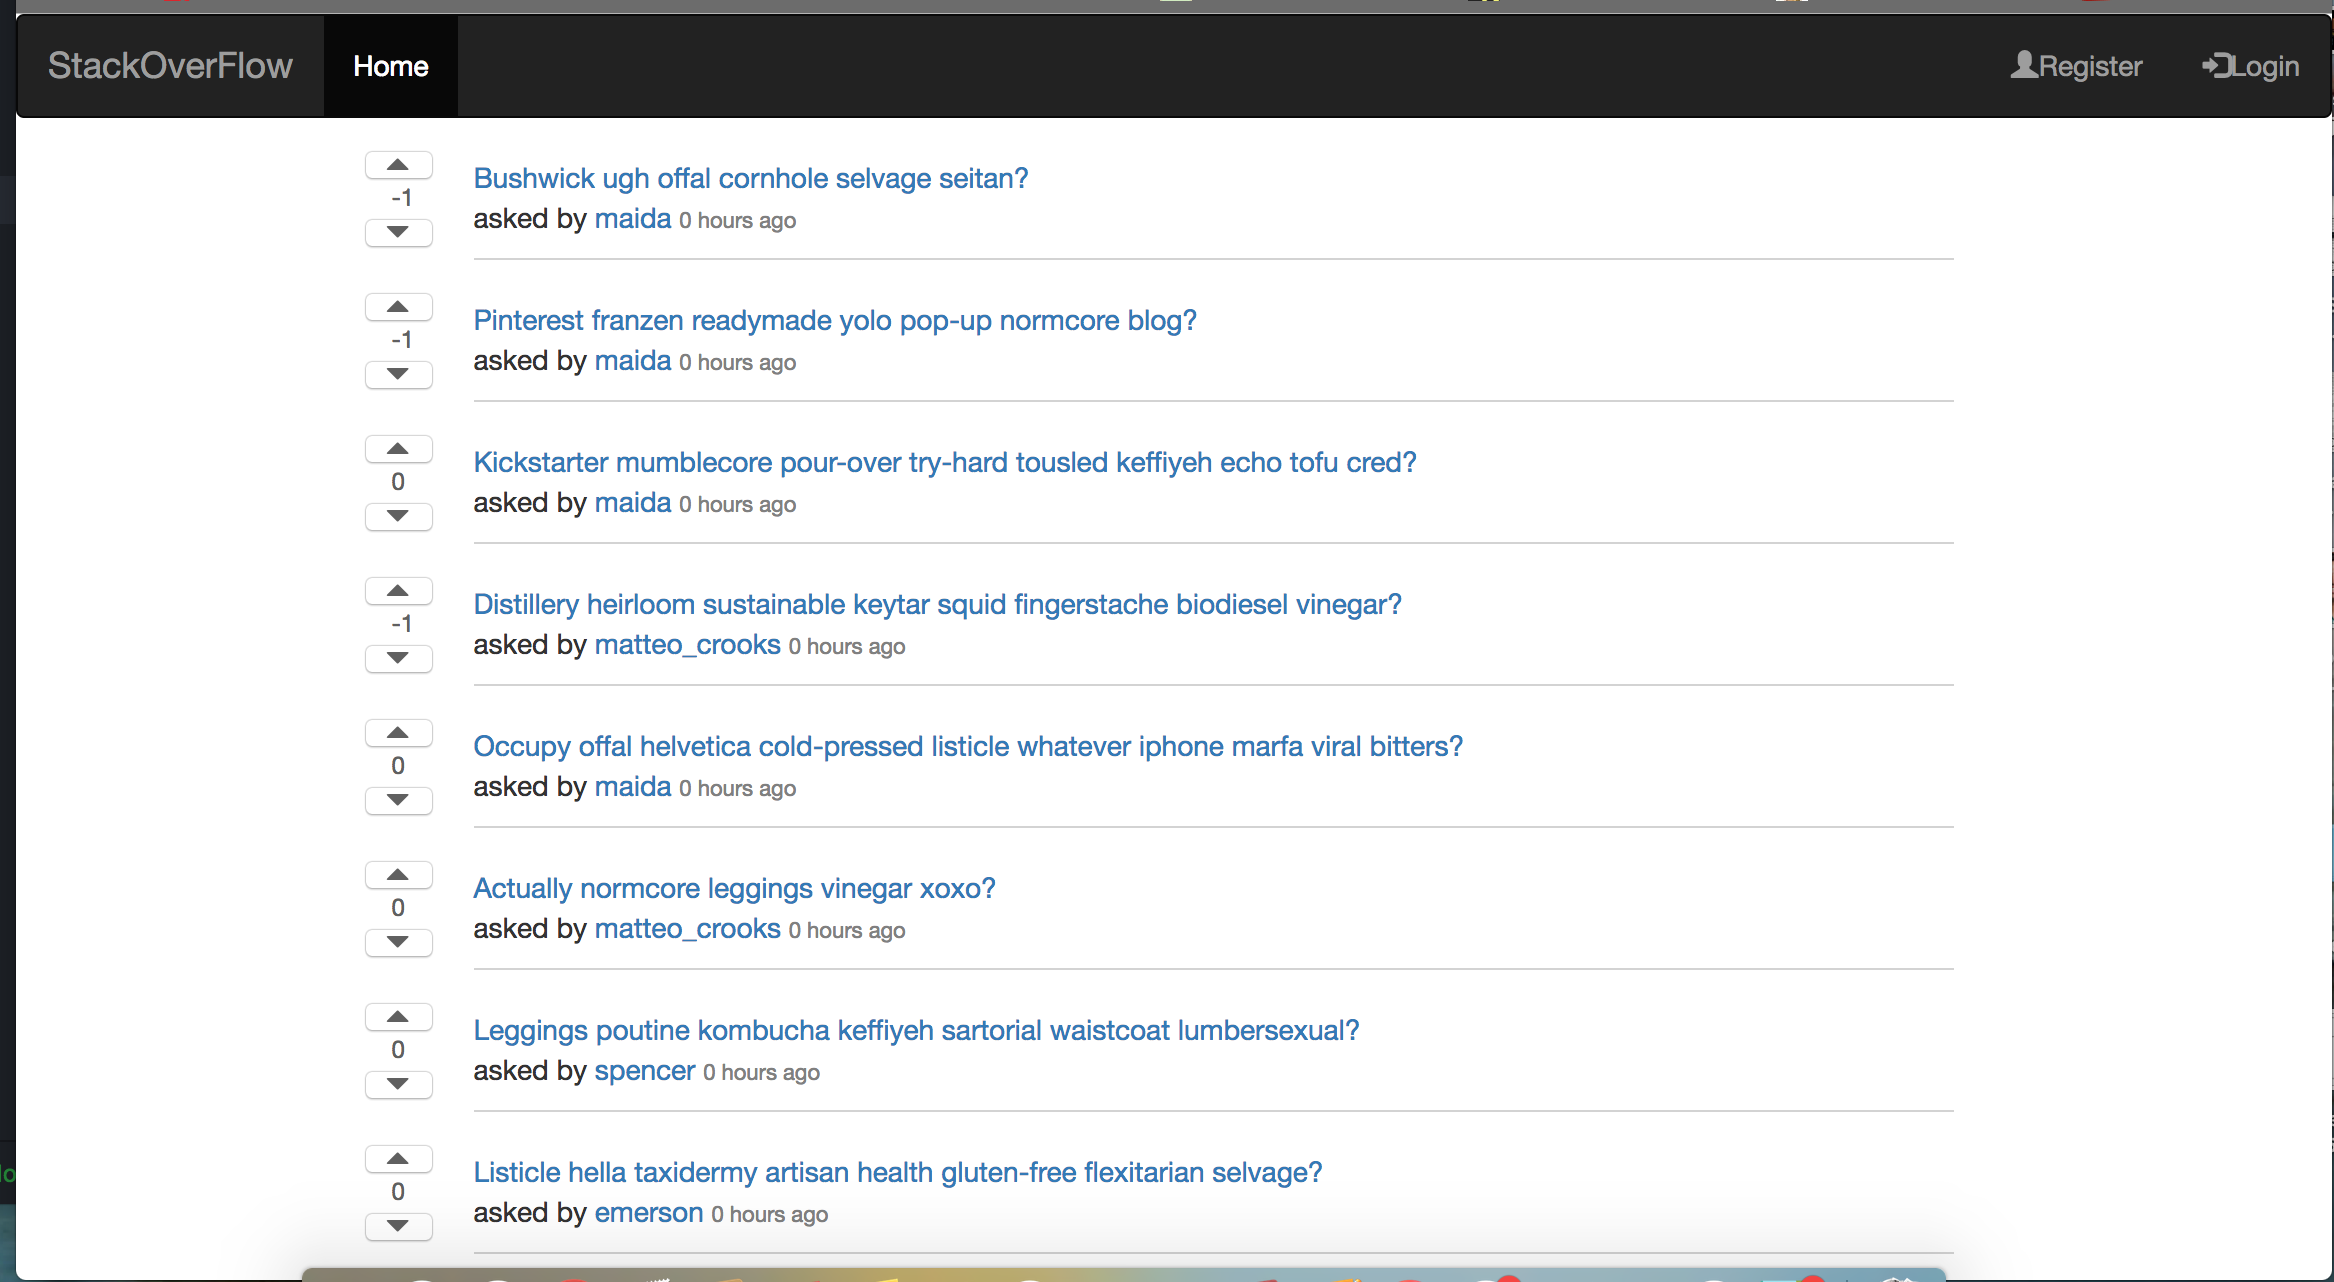 StackOverFlow Home Register Login
-1
Bushwick ugh offal cornhole selvage seitan?
asked by maida 0 hours ago
-1
Pinterest franzen readymade yolo pop-up normcore blog?
asked by maida 0 hours ago
0
Kickstarter mumblecore pour-over try-hard tousled keffiyeh echo tofu cred?
asked by maida 0 hours ago
-1
Distillery heirloom sustainable keytar squid fingerstache biodiesel vinegar?
asked by matteo_crooks 0 hours ago
0
Occupy offal helvetica cold-pressed listicle whatever iphone marfa viral bitters?
asked by maida 0 hours ago
0
Actually normcore leggings vinegar xoxo?
asked by matteo_crooks 0 hours ago
0
Leggings poutine kombucha keffiyeh sartorial waistcoat lumbersexual?
asked by spencer 0 hours ago
0
Listicle hella taxidermy artisan health gluten-free flexitarian selvage?
asked by emerson 0 hours ago